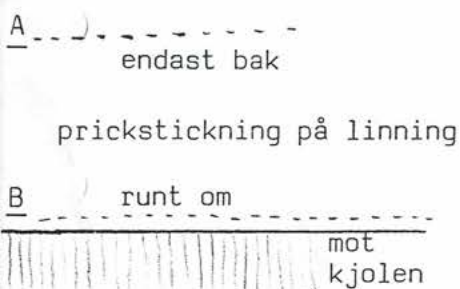 A
endast bak
prickstickning på linning
B runt om
mot
kjolen